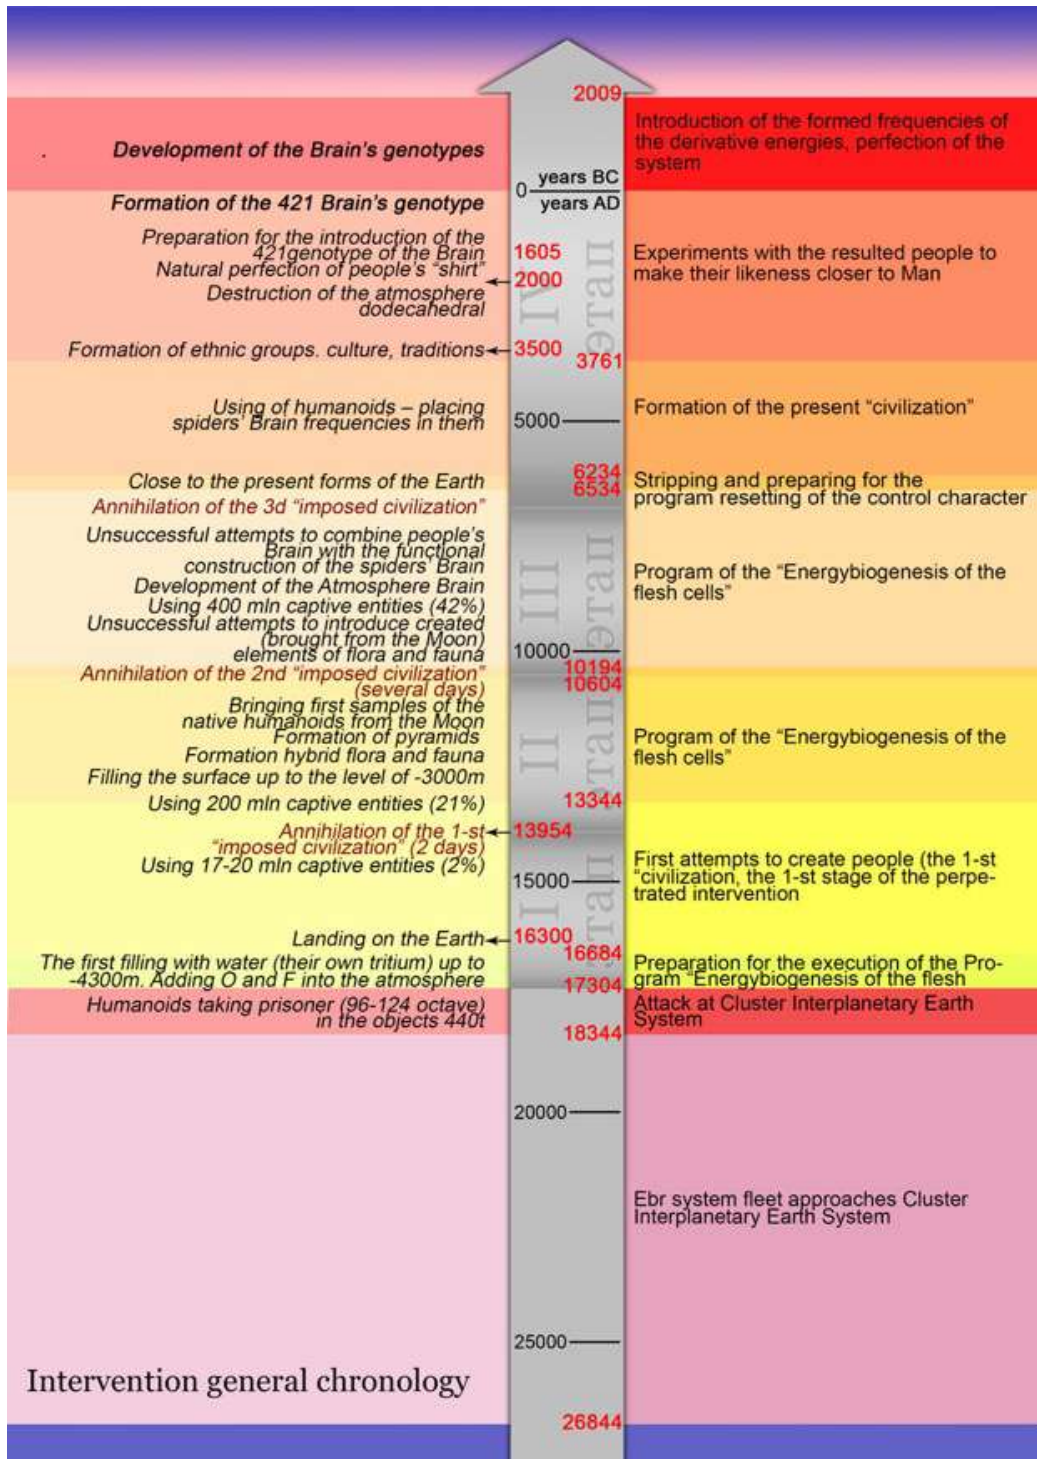 2009
Introduction of the formed frequencies of
the derivative energies, perfection of the
system
Development of the Brain's genotypes
0
years BC
years AD
Formation of the 421 Brain's genotype
Preparation for the introduction of the
421genotype of the Brain
1605
Experiments with the resulted people to
make their likeness closer to Man
Natural perfection of people's "shirt"
2000
Destruction of the atmosphere
dodecahedral
IV этап
Formation of ethnic groups. culture, traditions
3500
3761
Using of humanoids – placing
spiders' Brain frequencies in them
5000
Formation of the present "civilization"
Close to the present forms of the Earth
6234
6534
Stripping and preparing for the
program resetting of the control character
Annihilation of the 3d "imposed civilization"
Unsuccessful attempts to combine people's
Brain with the functional
construction of the spiders' Brain
Development of the Atmosphere Brain
Using 400 mln captive entities (42%)
Unsuccessful attempts to introduce created
(brought from the Moon)
elements of flora and fauna
III этап
Program of the "Energybiogenesis of the
flesh cells"
10000
10194
10604
Annihilation of the 2nd "imposed civilization"
(several days)
Bringing first samples of the
native humanoids from the Moon
Formation of pyramids
Formation hybrid flora and fauna
Filling the surface up to the level of -3000m
II этап
Program of the "Energybiogenesis of the
flesh cells"
Using 200 mln captive entities (21%)
13344
Annihilation of the 1-st
"imposed civilization" (2 days)
13954
Using 17-20 mln captive entities (2%)
15000
I этап
First attempts to create people (the 1-st
"civilization, the 1-st stage of the perpe-
trated intervention
Landing on the Earth
16300
16684
The first filling with water (their own tritium) up to
-4300m. Adding O and F into the atmosphere
17304
Preparation for the execution of the Pro-
gram "Energybiogenesis of the flesh
Humanoids taking prisoner (96-124 octave)
in the objects 440t
18344
Attack at Cluster Interplanetary Earth
System
20000
Ebr system fleet approaches Cluster
Interplanetary Earth System
25000
Intervention general chronology
26844